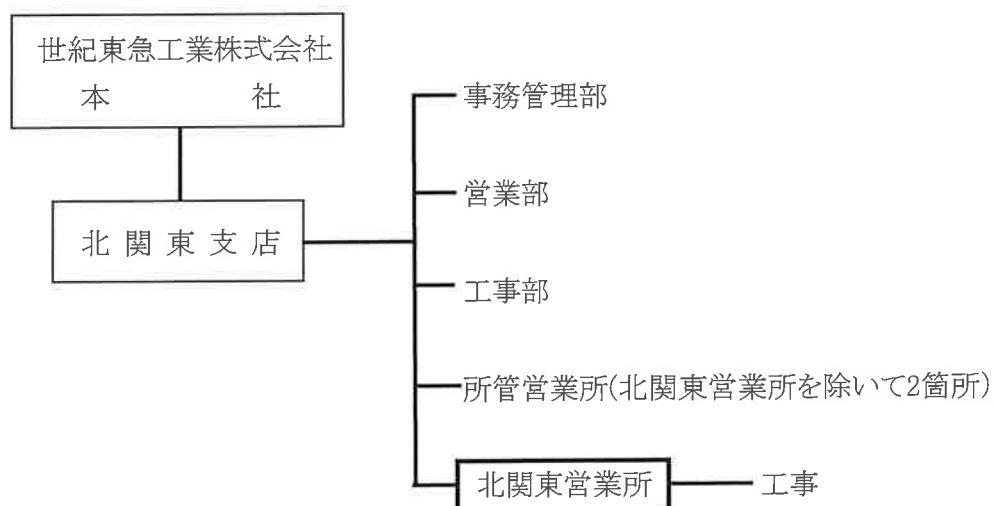 世紀東急工業株式会社
本 社
事務管理部
営業部
北関東支店
工事部
所管営業所(北関東営業所を除いて2箇所)
北関東営業所
工事